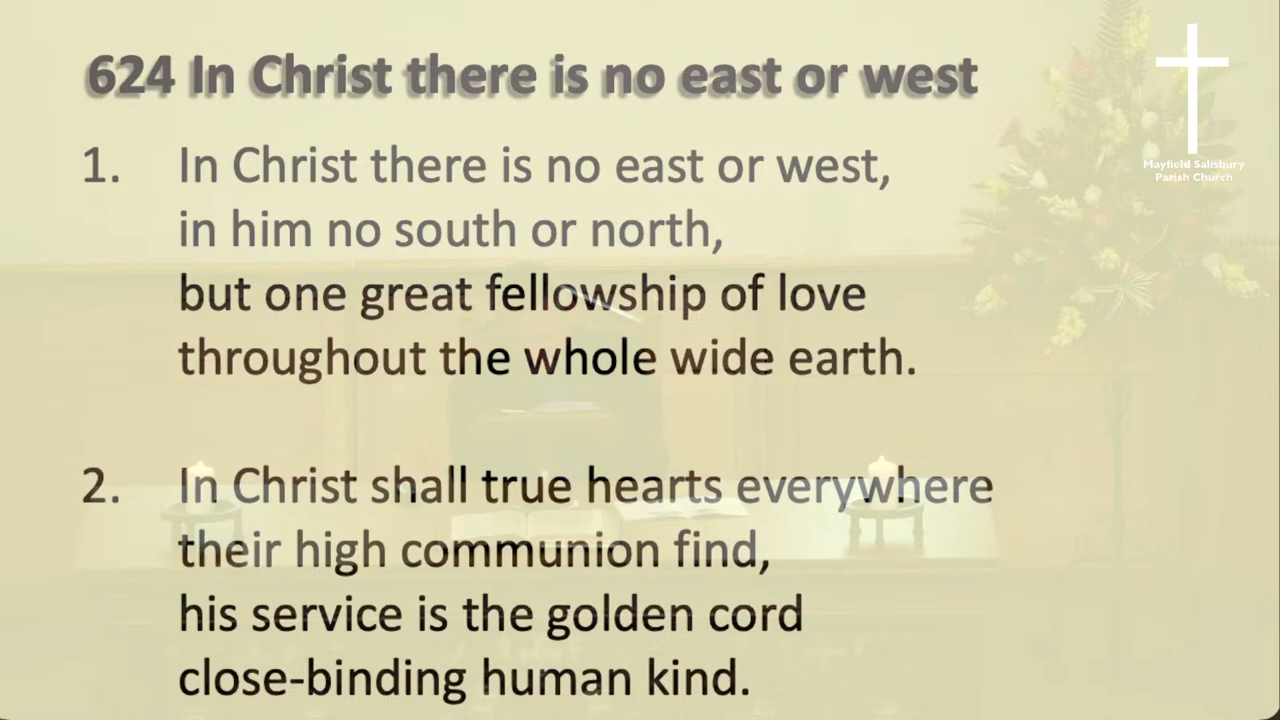 624 In Christ there is no east or west
1. In Christ there is no east or west,
in him no south or north,
but one great fellowship of love
throughout the whole wide earth.
2. In Christ shall true hearts everywhere
their high communion find,
his service is the golden cord
close-binding human kind.
Mayfield Salisbury
Parish Church